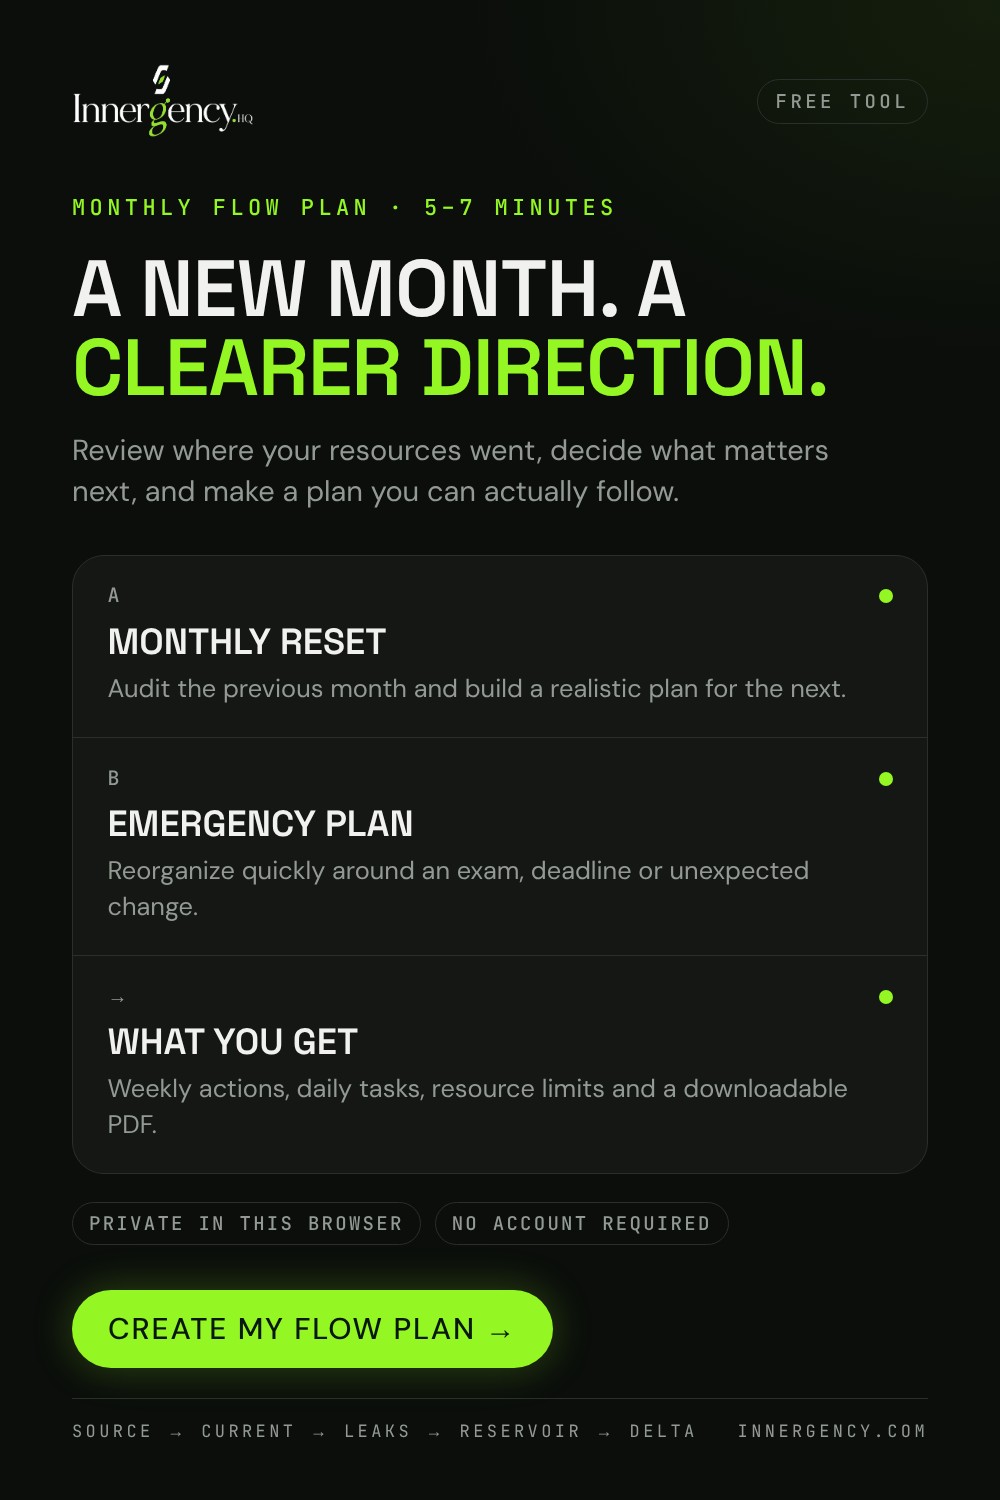 Innergency.HQ
FREE TOOL
MONTHLY FLOW PLAN · 5–7 MINUTES
A NEW MONTH. A
CLEARER DIRECTION.
Review where your resources went, decide what matters
next, and make a plan you can actually follow.
A
MONTHLY RESET
Audit the previous month and build a realistic plan for the next.
B
EMERGENCY PLAN
Reorganize quickly around an exam, deadline or unexpected
change.
→
WHAT YOU GET
Weekly actions, daily tasks, resource limits and a downloadable
PDF.
PRIVATE IN THIS BROWSER
NO ACCOUNT REQUIRED
CREATE MY FLOW PLAN →
SOURCE → CURRENT → LEAKS → RESERVOIR → DELTA
INNERGENCY.COM